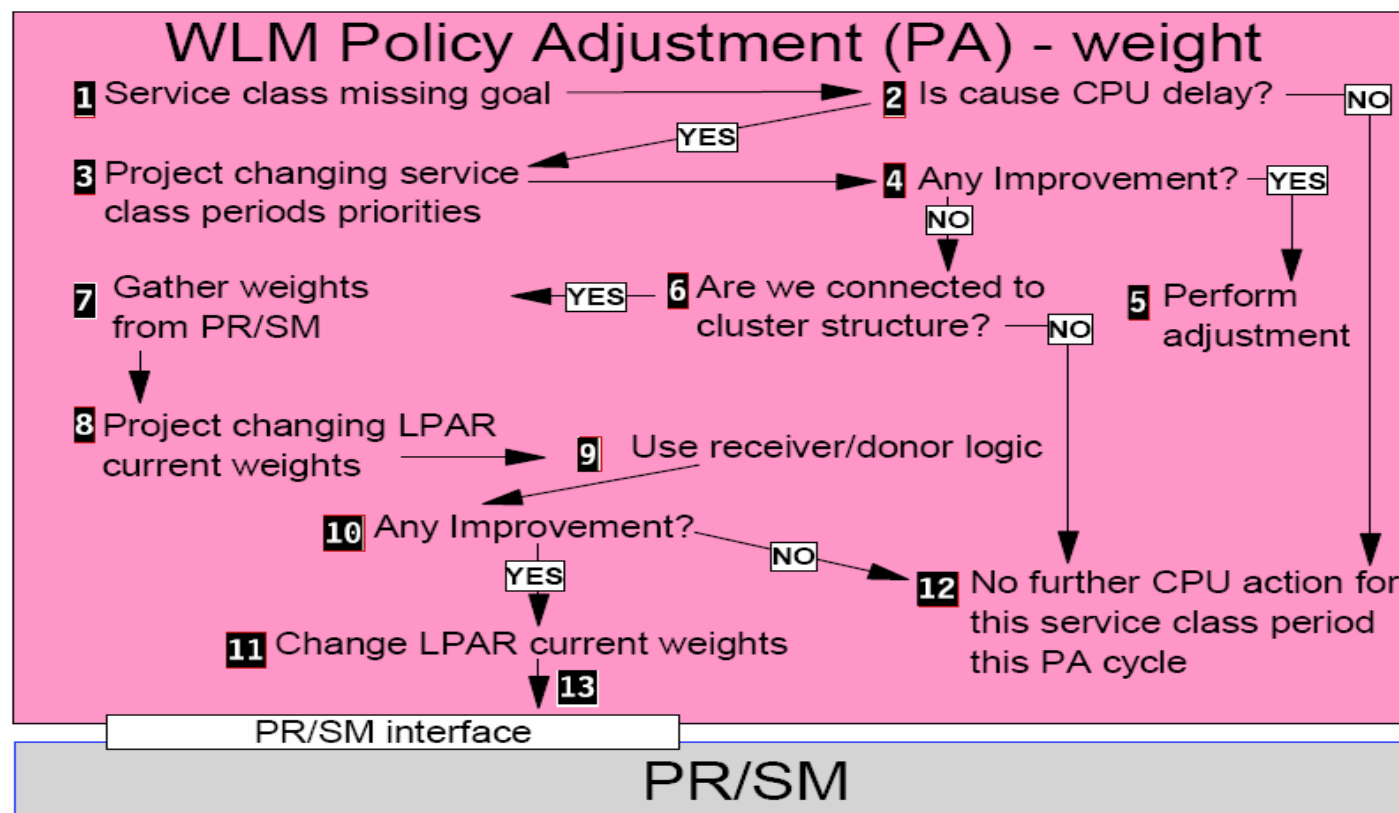 WLM Policy Adjustment (PA) - weight
1 Service class missing goal
2 Is cause CPU delay?
NO
YES
3 Project changing service
class periods priorities
4 Any Improvement?
YES
NO
5 Perform
adjustment
6 Are we connected to
cluster structure?
YES
NO
7 Gather weights
from PR/SM
8 Project changing LPAR
current weights
9 Use receiver/donor logic
10 Any Improvement?
NO
YES
11 Change LPAR current weights
12 No further CPU action for
this service class period
this PA cycle
13
PR/SM interface
PR/SM